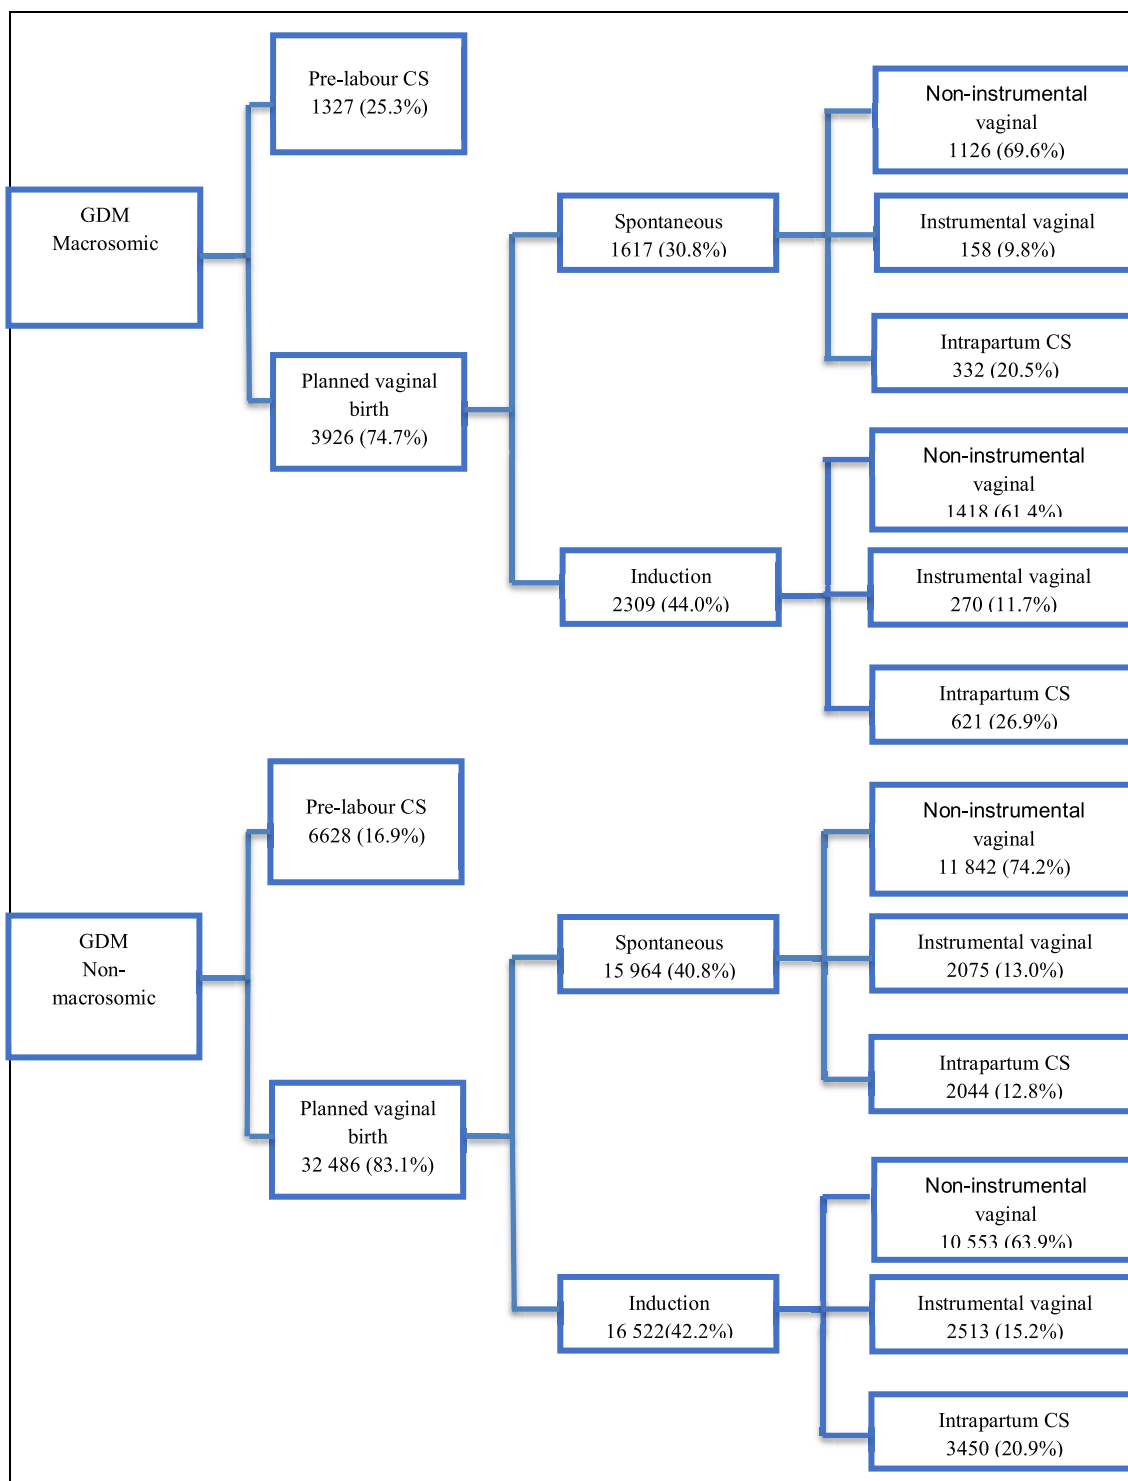 GDM
Macrosomic
Pre-labour CS
1327 (25.3%)
Planned vaginal
birth
3926 (74.7%)
Spontaneous
1617 (30.8%)
Non-instrumental
vaginal
1126 (69.6%)
Instrumental vaginal
158 (9.8%)
Intrapartum CS
332 (20.5%)
Induction
2309 (44.0%)
Non-instrumental
vaginal
1418 (61.4%)
Instrumental vaginal
270 (11.7%)
Intrapartum CS
621 (26.9%)
GDM
Non-
macrosomic
Pre-labour CS
6628 (16.9%)
Planned vaginal
birth
32 486 (83.1%)
Spontaneous
15 964 (40.8%)
Non-instrumental
vaginal
11 842 (74.2%)
Instrumental vaginal
2075 (13.0%)
Intrapartum CS
2044 (12.8%)
Induction
16 522(42.2%)
Non-instrumental
vaginal
10 553 (63.9%)
Instrumental vaginal
2513 (15.2%)
Intrapartum CS
3450 (20.9%)